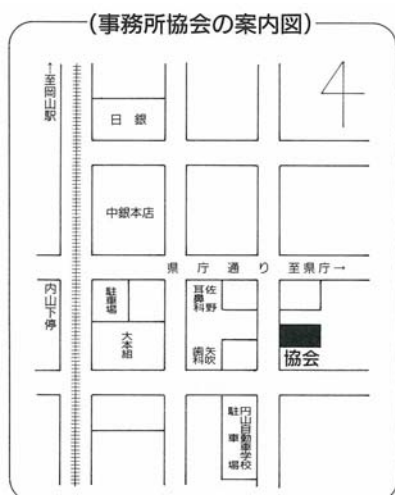 (事務所協会の案内図)
←至岡山駅
日銀
中銀本店
県庁通り 至県庁→
内山下停
駐車場
大本組
佐野
耳鼻科
矢吹
歯科
協会
円山自動車学校
駐車場